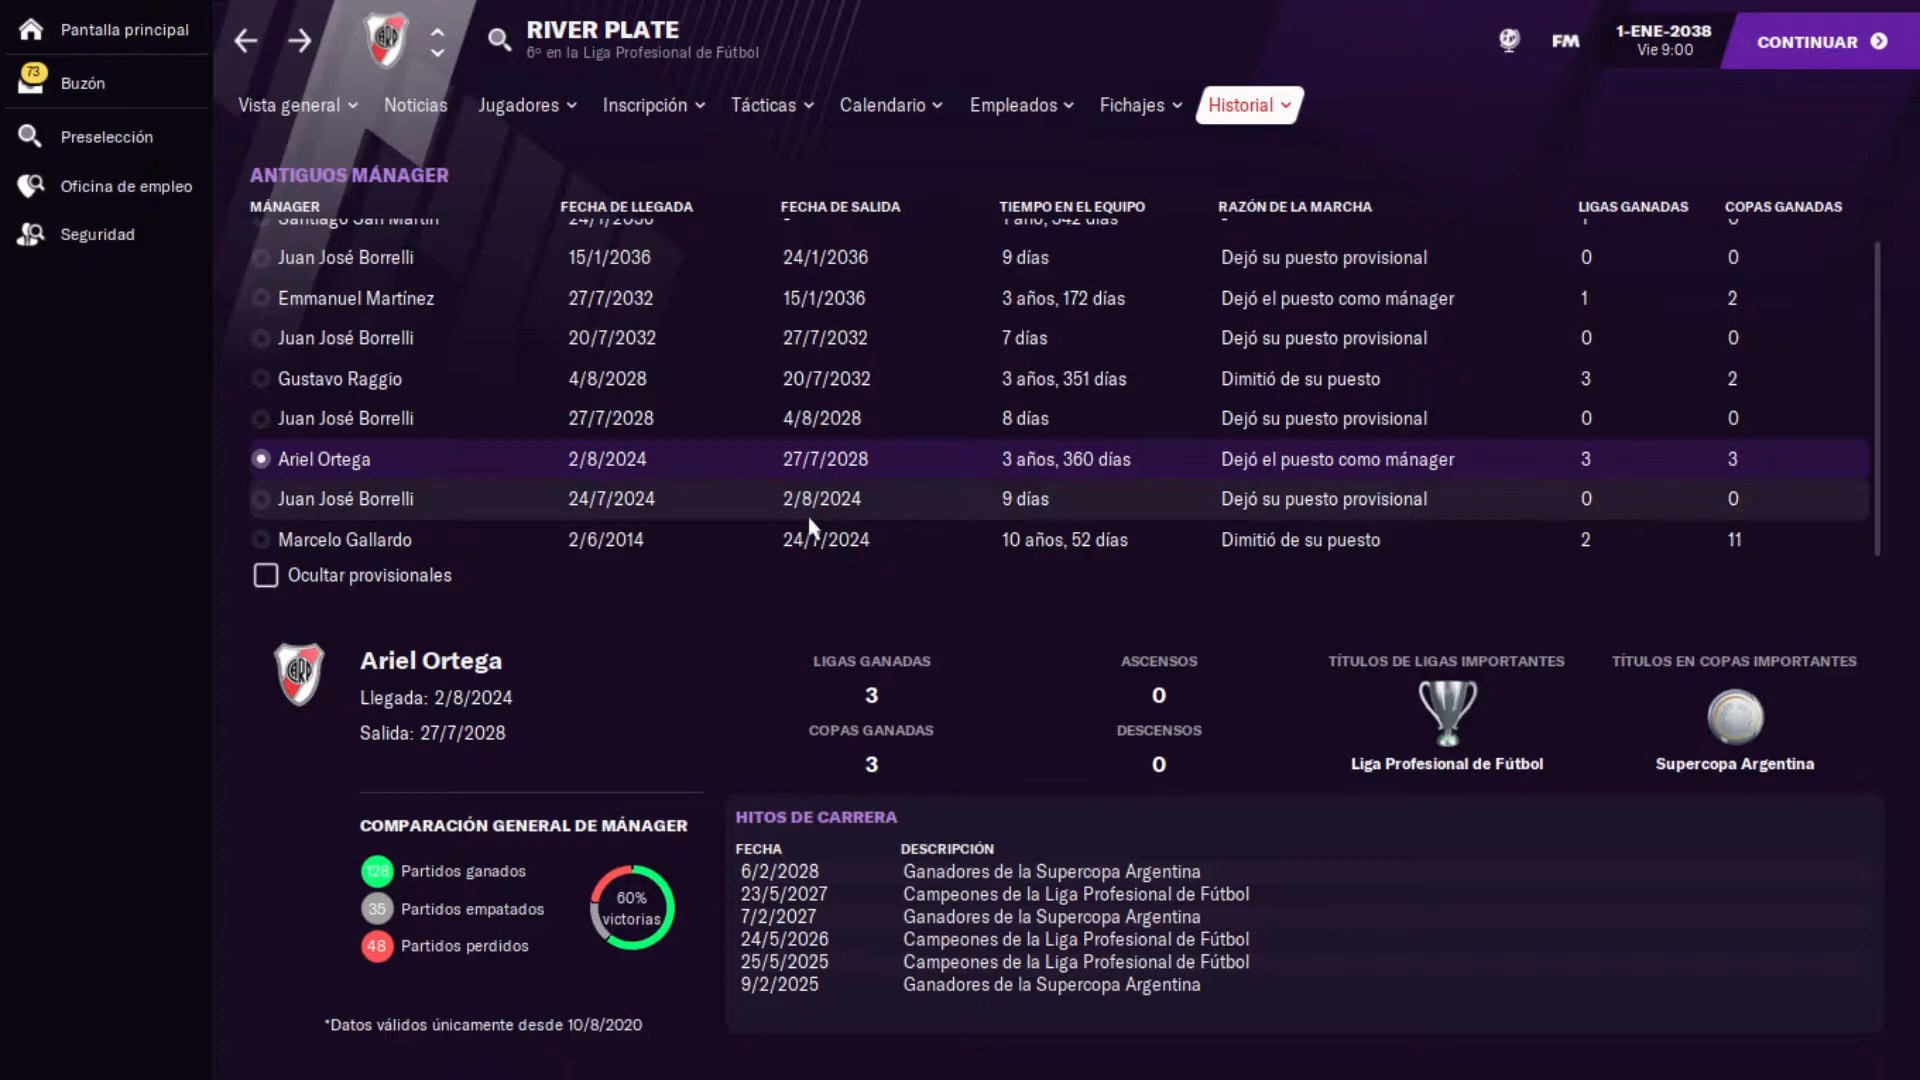 Pantalla principal
Buzón
73
Preselección
Oficina de empleo
Seguridad
RIVER PLATE
6º en la Liga Profesional de Fútbol
FM
1-ENE-2038
Vie 9:00
CONTINUAR
Vista general
Noticias
Jugadores
Inscripción
Tácticas
Calendario
Empleados
Fichajes
Historial
ANTIGUOS MÁNAGER
MÁNAGER FECHA DE LLEGADA FECHA DE SALIDA TIEMPO EN EL EQUIPO RAZÓN DE LA MARCHA LIGAS GANADAS COPAS GANADAS
Santiago San Martín 24/1/2036 - 1 año, 342 días - 1 0
Juan José Borrelli 15/1/2036 24/1/2036 9 días Dejó su puesto provisional 0 0
Emmanuel Martínez 27/7/2032 15/1/2036 3 años, 172 días Dejó el puesto como mánager 1 2
Juan José Borrelli 20/7/2032 27/7/2032 7 días Dejó su puesto provisional 0 0
Gustavo Raggio 4/8/2028 20/7/2032 3 años, 351 días Dimitió de su puesto 3 2
Juan José Borrelli 27/7/2028 4/8/2028 8 días Dejó su puesto provisional 0 0
Ariel Ortega 2/8/2024 27/7/2028 3 años, 360 días Dejó el puesto como mánager 3 3
Juan José Borrelli 24/7/2024 2/8/2024 9 días Dejó su puesto provisional 0 0
Marcelo Gallardo 2/6/2014 24/7/2024 10 años, 52 días Dimitió de su puesto 2 11
Ocultar provisionales
Ariel Ortega
Llegada: 2/8/2024
Salida: 27/7/2028
LIGAS GANADAS
3
COPAS GANADAS
3
ASCENSOS
0
DESCENSOS
0
TÍTULOS DE LIGAS IMPORTANTES
Liga Profesional de Fútbol
TÍTULOS EN COPAS IMPORTANTES
Supercopa Argentina
COMPARACIÓN GENERAL DE MÁNAGER
128 Partidos ganados
35 Partidos empatados
48 Partidos perdidos
60%
victorias
*Datos válidos únicamente desde 10/8/2020
HITOS DE CARRERA
FECHA DESCRIPCIÓN
6/2/2028 Ganadores de la Supercopa Argentina
23/5/2027 Campeones de la Liga Profesional de Fútbol
7/2/2027 Ganadores de la Supercopa Argentina
24/5/2026 Campeones de la Liga Profesional de Fútbol
25/5/2025 Campeones de la Liga Profesional de Fútbol
9/2/2025 Ganadores de la Supercopa Argentina